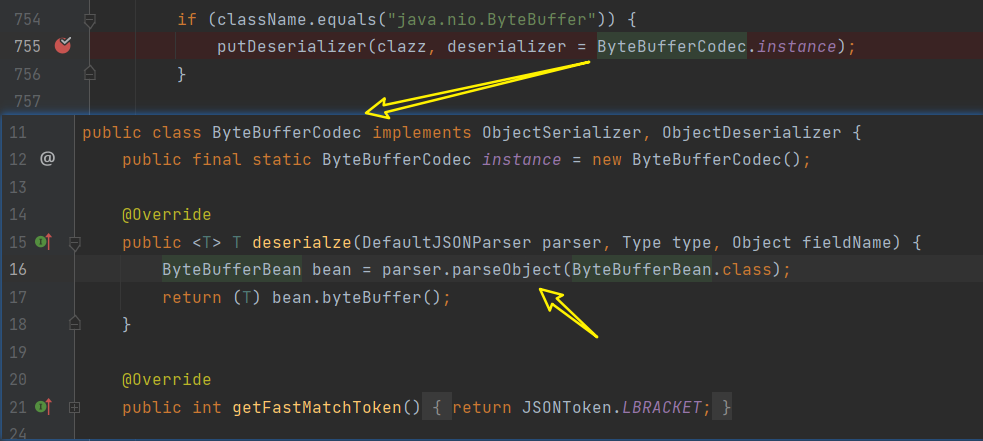 754 if (className.equals("java.nio.ByteBuffer")) {
755 putDeserializer(clazz, deserializer = ByteBufferCodec.instance);
756 }
757
11 public class ByteBufferCodec implements ObjectSerializer, ObjectDeserializer {
12 @ public final static ByteBufferCodec instance = new ByteBufferCodec();
13
14 @Override
15 public <T> T deserialze(DefaultJSONParser parser, Type type, Object fieldName) {
16 ByteBufferBean bean = parser.parseObject(ByteBufferBean.class);
17 return (T) bean.byteBuffer();
18 }
19
20 @Override
21 public int getFastMatchToken() { return JSONToken.LBRACKET; }
24